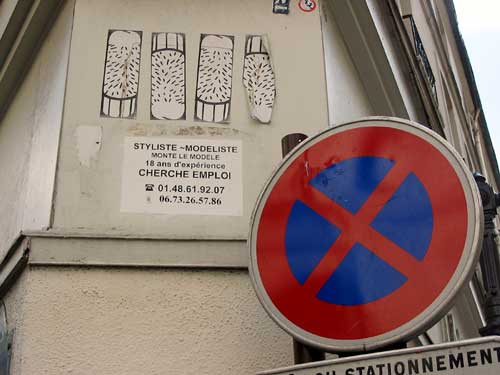 STYLISTE ~MODELISTE
MONTE LE MODELE
18 ans d'expérience
CHERCHE EMPLOI
☎ 01.48.61.92.07
06.73.26.57.86
STATIONNEMENT